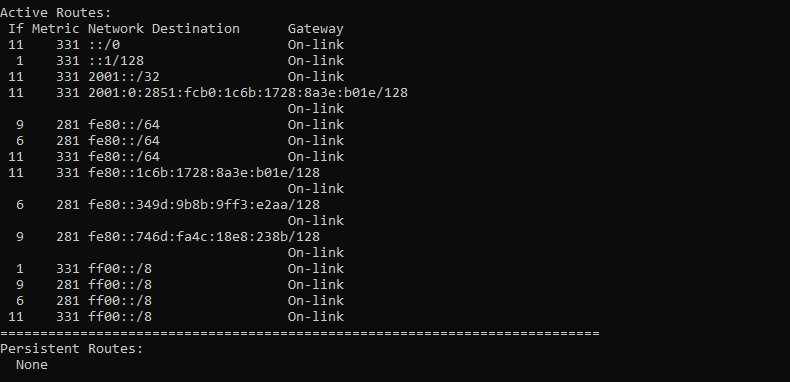 Active Routes:
 If Metric Network Destination      Gateway
 11    331 ::/0                     On-link
  1    331 ::1/128                  On-link
 11    331 2001::/32                On-link
 11    331 2001:0:2851:fcb0:1c6b:1728:8a3e:b01e/128
                                    On-link
  9    281 fe80::/64                On-link
  6    281 fe80::/64                On-link
 11    331 fe80::/64                On-link
 11    331 fe80::1c6b:1728:8a3e:b01e/128
                                    On-link
  6    281 fe80::349d:9b8b:9ff3:e2aa/128
                                    On-link
  9    281 fe80::746d:fa4c:18e8:238b/128
                                    On-link
  1    331 ff00::/8                 On-link
  9    281 ff00::/8                 On-link
  6    281 ff00::/8                 On-link
 11    331 ff00::/8                 On-link
===========================================================================
Persistent Routes:
  None